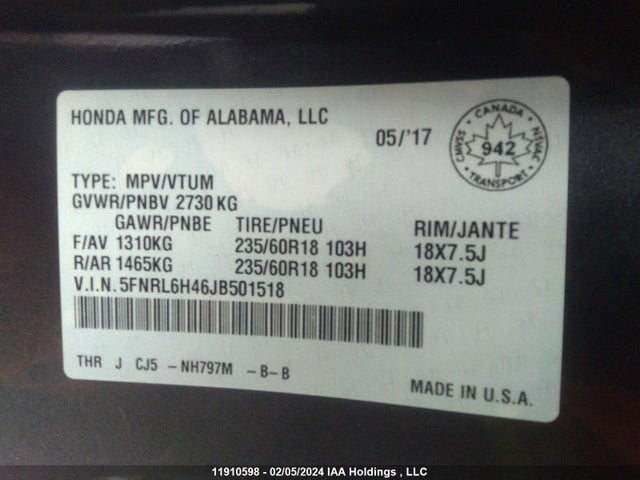 HONDA MFG. OF ALABAMA, LLC
05/'17
CANADA
CMVSS 942 NSVAC
TRANSPORT
TYPE: MPV/VTUM
GVWR/PNBV 2730 KG
GAWR/PNBE TIRE/PNEU RIM/JANTE
F/AV 1310KG 235/60R18 103H 18X7.5J
R/AR 1465KG 235/60R18 103H 18X7.5J
V.I.N. 5FNRL6H46JB501518
THR J CJ5 -NH797M -B-B
MADE IN U.S.A.
11910598 - 02/05/2024 IAA Holdings , LLC